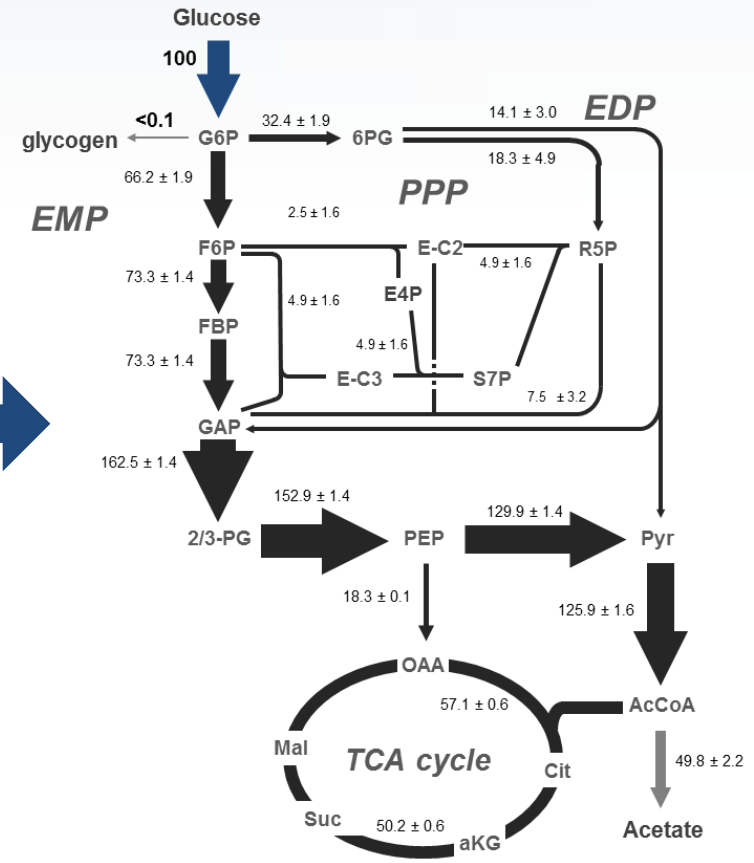 Glucose
100
<0.1
glycogen
G6P
32.4 ± 1.9
6PG
14.1 ± 3.0
EDP
18.3 ± 4.9
66.2 ± 1.9
PPP
EMP
2.5 ± 1.6
F6P
E-C2
R5P
4.9 ± 1.6
73.3 ± 1.4
4.9 ± 1.6
E4P
FBP
4.9 ± 1.6
73.3 ± 1.4
E-C3
S7P
7.5 ± 3.2
GAP
162.5 ± 1.4
152.9 ± 1.4
129.9 ± 1.4
2/3-PG
PEP
Pyr
18.3 ± 0.1
125.9 ± 1.6
OAA
57.1 ± 0.6
AcCoA
Mal
TCA cycle
Cit
49.8 ± 2.2
Suc
50.2 ± 0.6
aKG
Acetate